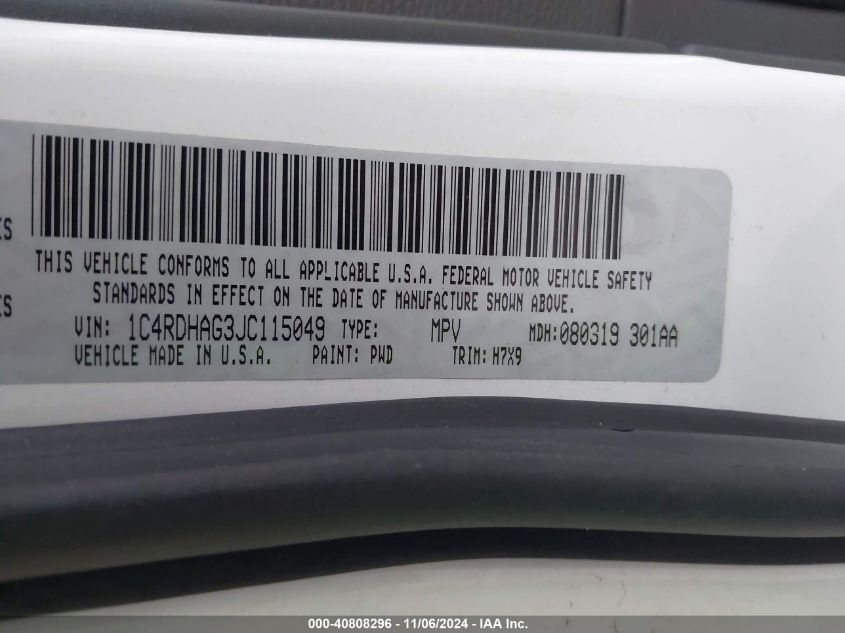 ES
ES
THIS VEHICLE CONFORMS TO ALL APPLICABLE U.S.A. FEDERAL MOTOR VEHICLE SAFETY
STANDARDS IN EFFECT ON THE DATE OF MANUFACTURE SHOWN ABOVE.
VIN: 1C4RDHAG3JC115049 TYPE: MPV MDH:080319 301AA
VEHICLE MADE IN U.S.A. PAINT: PWD TRIM: H7X9
000-40808296 - 11/06/2024 - IAA Inc.